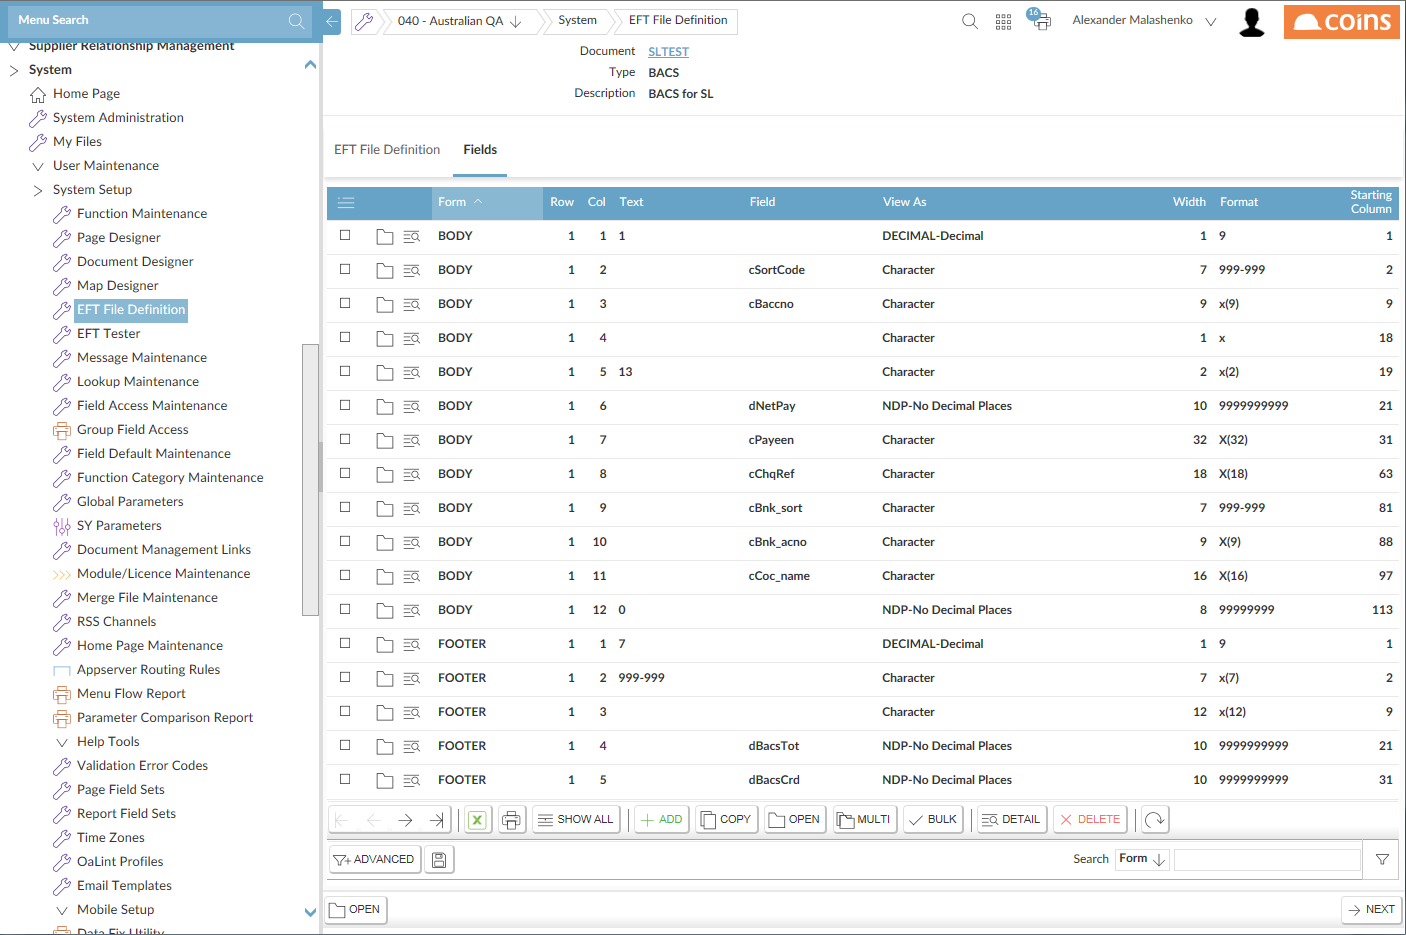 Menu Search
040 - Australian QA
System
EFT File Definition
16
Alexander Malashenko
coins
Supplier Relationship Management
System
Home Page
System Administration
My Files
User Maintenance
System Setup
Function Maintenance
Page Designer
Document Designer
Map Designer
EFT File Definition
EFT Tester
Message Maintenance
Lookup Maintenance
Field Access Maintenance
Group Field Access
Field Default Maintenance
Function Category Maintenance
Global Parameters
SY Parameters
Document Management Links
Module/Licence Maintenance
Merge File Maintenance
RSS Channels
Home Page Maintenance
Appserver Routing Rules
Menu Flow Report
Parameter Comparison Report
Help Tools
Validation Error Codes
Page Field Sets
Report Field Sets
Time Zones
OaLint Profiles
Email Templates
Mobile Setup
Data Fix Utility
Document SLTEST
Type BACS
Description BACS for SL
EFT File Definition Fields
Form Row Col Text Field View As Width Format Starting Column
BODY 1 1 1 DECIMAL-Decimal 1 9 1
BODY 1 2 cSortCode Character 7 999-999 2
BODY 1 3 cBaccno Character 9 x(9) 9
BODY 1 4 Character 1 x 18
BODY 1 5 13 Character 2 x(2) 19
BODY 1 6 dNetPay NDP-No Decimal Places 10 9999999999 21
BODY 1 7 cPayeen Character 32 X(32) 31
BODY 1 8 cChqRef Character 18 X(18) 63
BODY 1 9 cBnk_sort Character 7 999-999 81
BODY 1 10 cBnk_acno Character 9 X(9) 88
BODY 1 11 cCoc_name Character 16 X(16) 97
BODY 1 12 0 NDP-No Decimal Places 8 99999999 113
FOOTER 1 1 7 DECIMAL-Decimal 1 9 1
FOOTER 1 2 999-999 Character 7 x(7) 2
FOOTER 1 3 Character 12 x(12) 9
FOOTER 1 4 dBacsTot NDP-No Decimal Places 10 9999999999 21
FOOTER 1 5 dBacsCrd NDP-No Decimal Places 10 9999999999 31
SHOW ALL ADD COPY OPEN MULTI BULK DETAIL DELETE
ADVANCED Search Form
OPEN NEXT